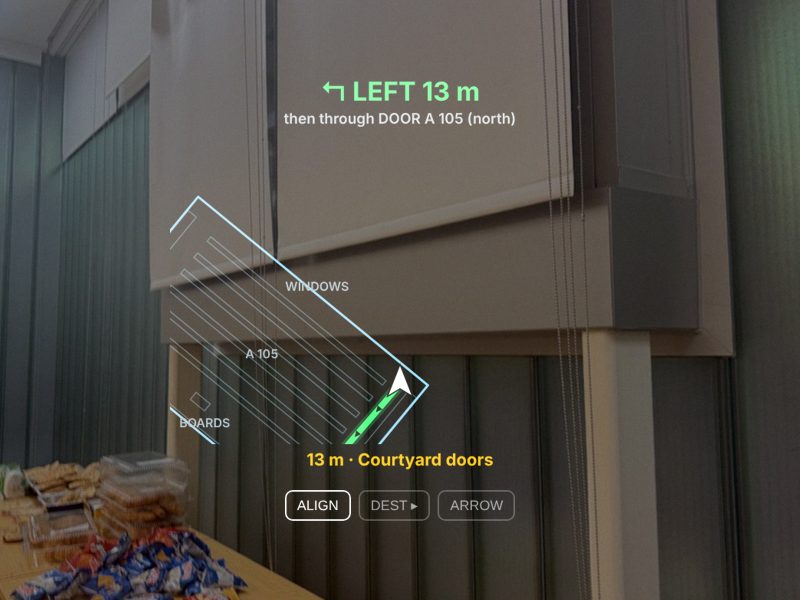 ↰ LEFT 13 m
then through DOOR A 105 (north)
WINDOWS
A 105
BOARDS
13 m · Courtyard doors
ALIGN
DEST ▸
ARROW